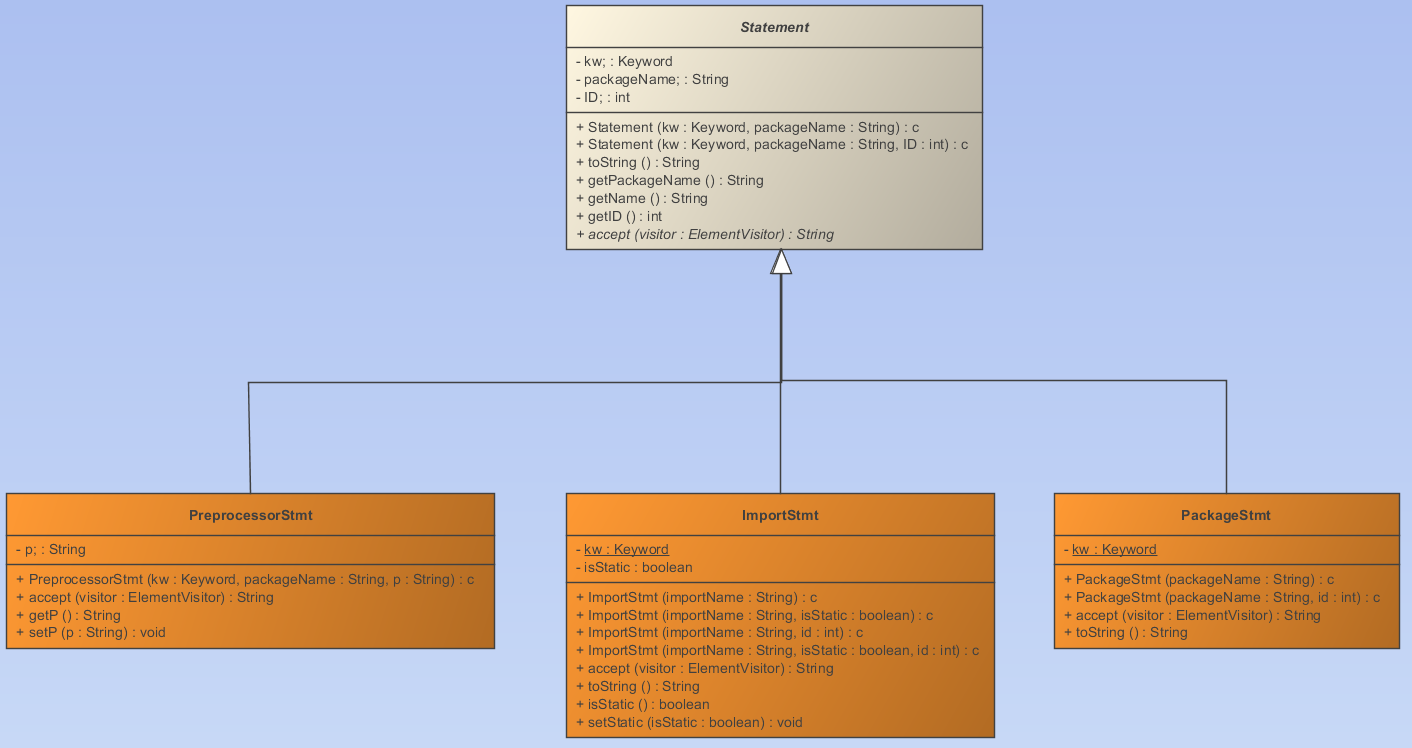 Statement
- kw; : Keyword
- packageName; : String
- ID; : int
+ Statement (kw : Keyword, packageName : String) : c
+ Statement (kw : Keyword, packageName : String, ID : int) : c
+ toString () : String
+ getPackageName () : String
+ getName () : String
+ getID () : int
+ accept (visitor : ElementVisitor) : String
PreprocessorStmt
- p; : String
+ PreprocessorStmt (kw : Keyword, packageName : String, p : String) : c
+ accept (visitor : ElementVisitor) : String
+ getP () : String
+ setP (p : String) : void
ImportStmt
- kw : Keyword
- isStatic : boolean
+ ImportStmt (importName : String) : c
+ ImportStmt (importName : String, isStatic : boolean) : c
+ ImportStmt (importName : String, id : int) : c
+ ImportStmt (importName : String, isStatic : boolean, id : int) : c
+ accept (visitor : ElementVisitor) : String
+ toString () : String
+ isStatic () : boolean
+ setStatic (isStatic : boolean) : void
PackageStmt
- kw : Keyword
+ PackageStmt (packageName : String) : c
+ PackageStmt (packageName : String, id : int) : c
+ accept (visitor : ElementVisitor) : String
+ toString () : String